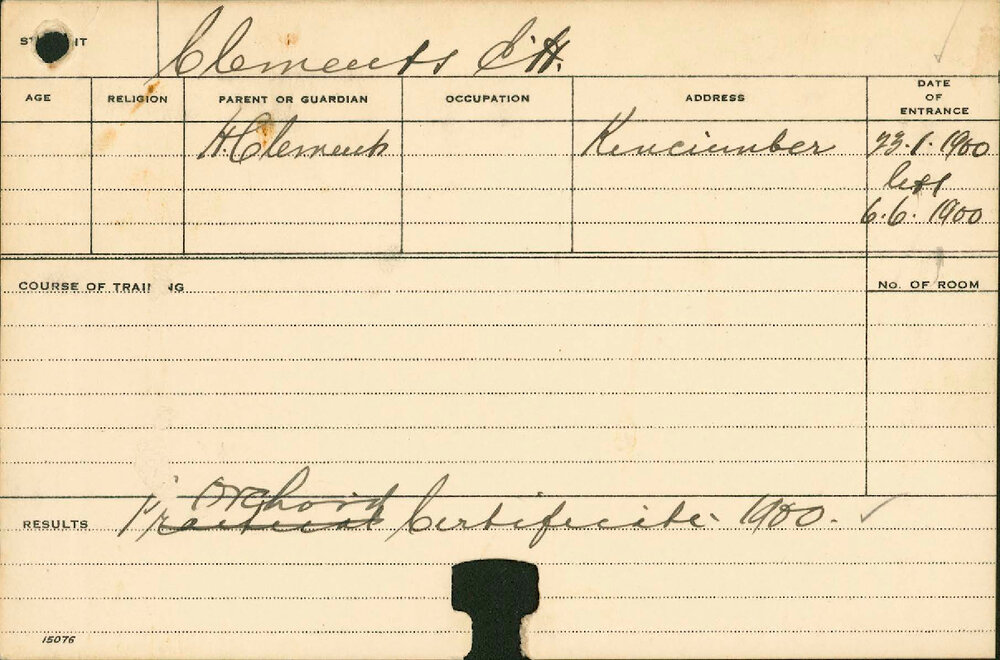 STUDENT Clements E.H.
AGE RELIGION PARENT OR GUARDIAN OCCUPATION ADDRESS DATE OF ENTRANCE
H. Clements Kincumber 23.1.1900
left
6.6.1900
COURSE OF TRAINING No. OF ROOM
Orchard
RESULTS Practical Certificate. 1900.
15076